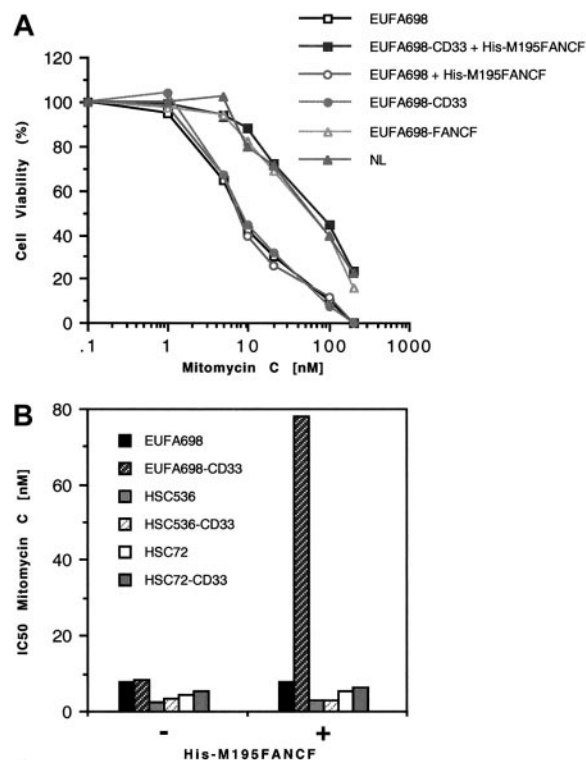 A
EUFA698
EUFA698-CD33 + His-M195FANCF
EUFA698 + His-M195FANCF
EUFA698-CD33
EUFA698-FANCF
NL
Cell Viability (%)
120
100
80
60
40
20
0
.1 1 10 100 1000
Mitomycin C [nM]
B
IC50 Mitomycin C [nM]
80
60
40
20
0
EUFA698
EUFA698-CD33
HSC536
HSC536-CD33
HSC72
HSC72-CD33
- +
His-M195FANCF